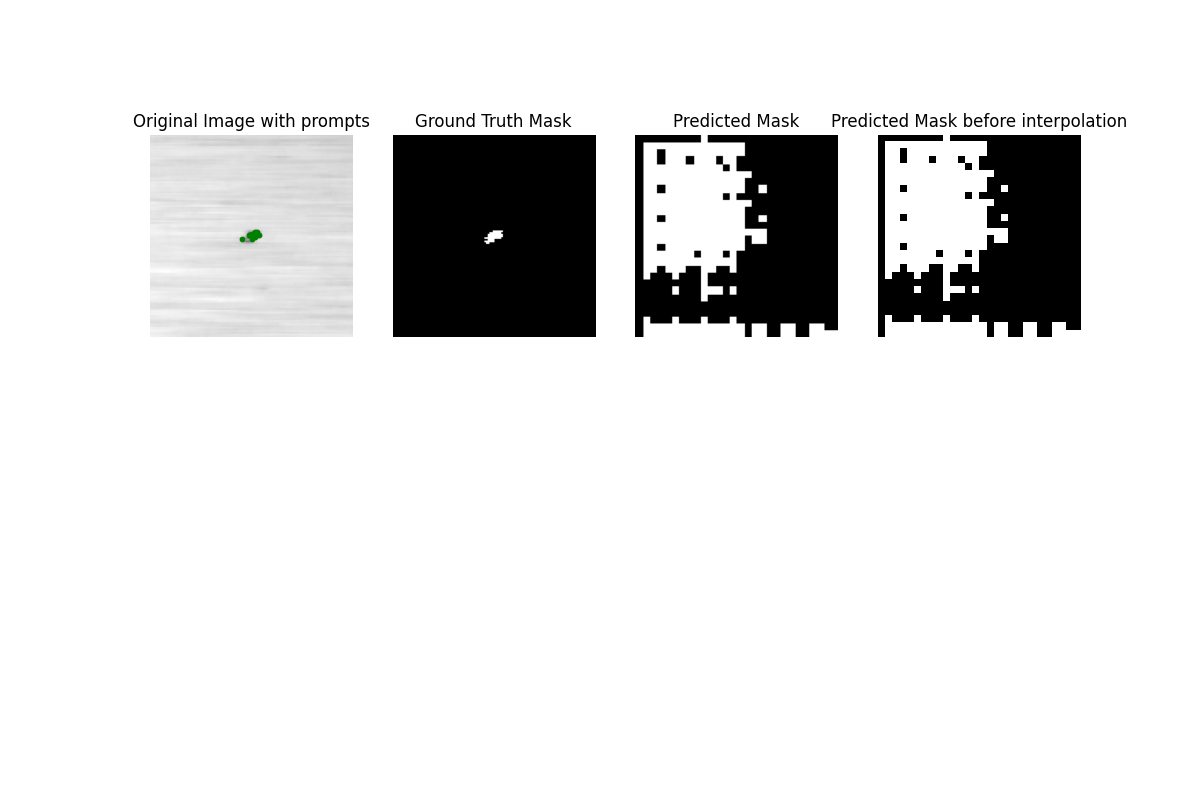 Original Image with prompts
Ground Truth Mask
Predicted Mask
Predicted Mask before interpolation